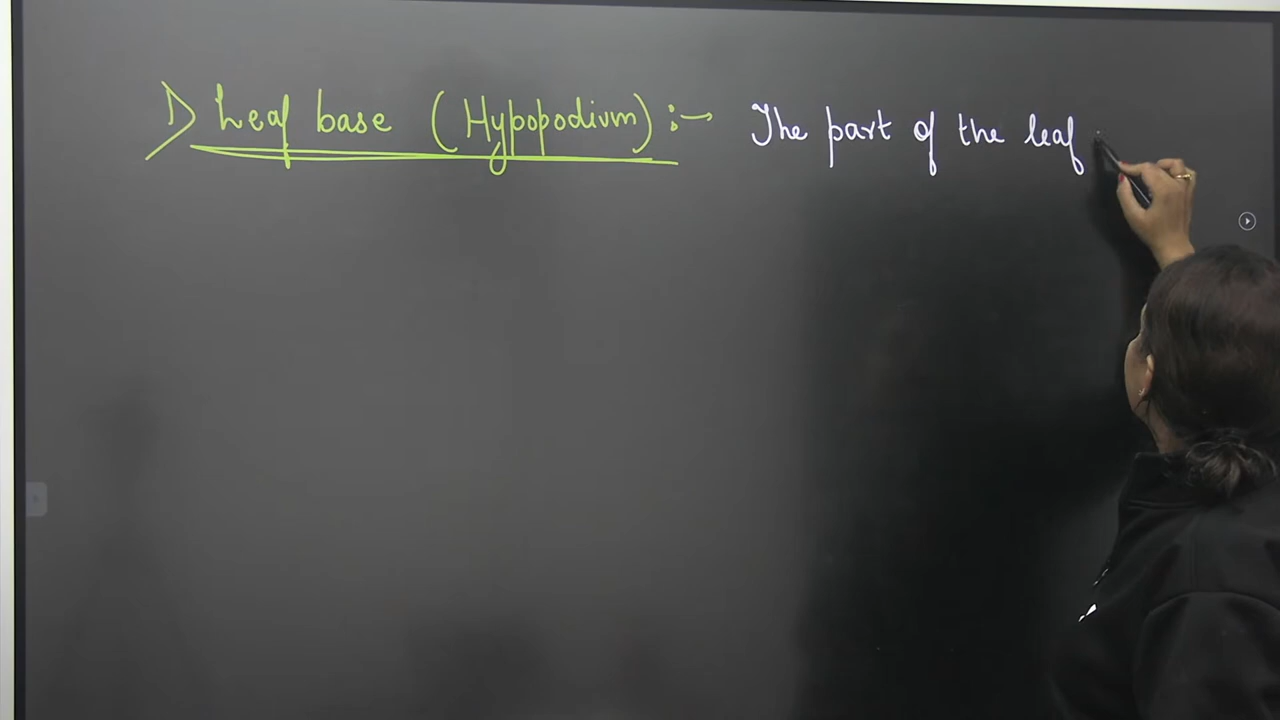 1) Leaf base (Hypopodium) :→ The part of the leaf